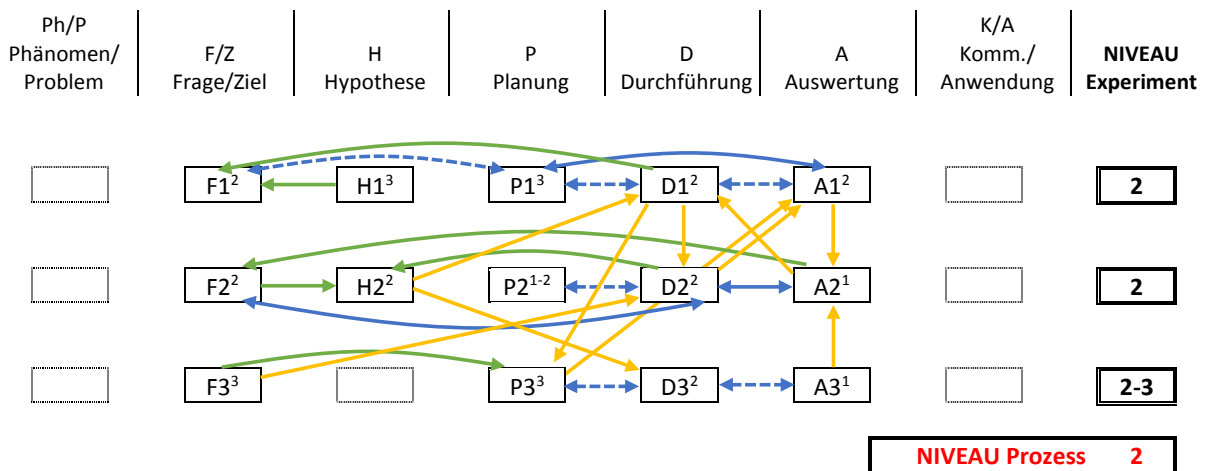 Ph/P
Phänomen/
Problem
F/Z
Frage/Ziel
H
Hypothese
P
Planung
D
Durchführung
A
Auswertung
K/A
Komm./
Anwendung
NIVEAU
Experiment
F1² H1³ P1³ D1² A1² 2
F2² H2² P2¹⁻² D2² A2¹ 2
F3³ P3³ D3² A3¹ 2-3
NIVEAU Prozess 2